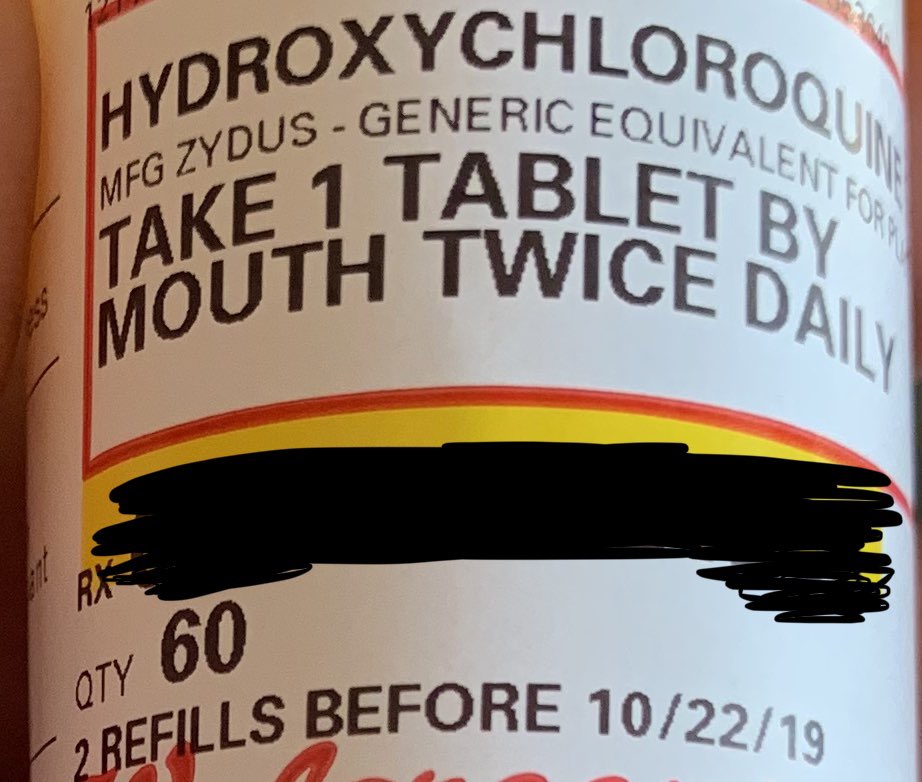 HYDROXYCHLOROQUINE
MFG ZYDUS - GENERIC EQUIVALENT FOR
TAKE 1 TABLET BY
MOUTH TWICE DAILY
RX
QTY 60
2 REFILLS BEFORE 10/22/19